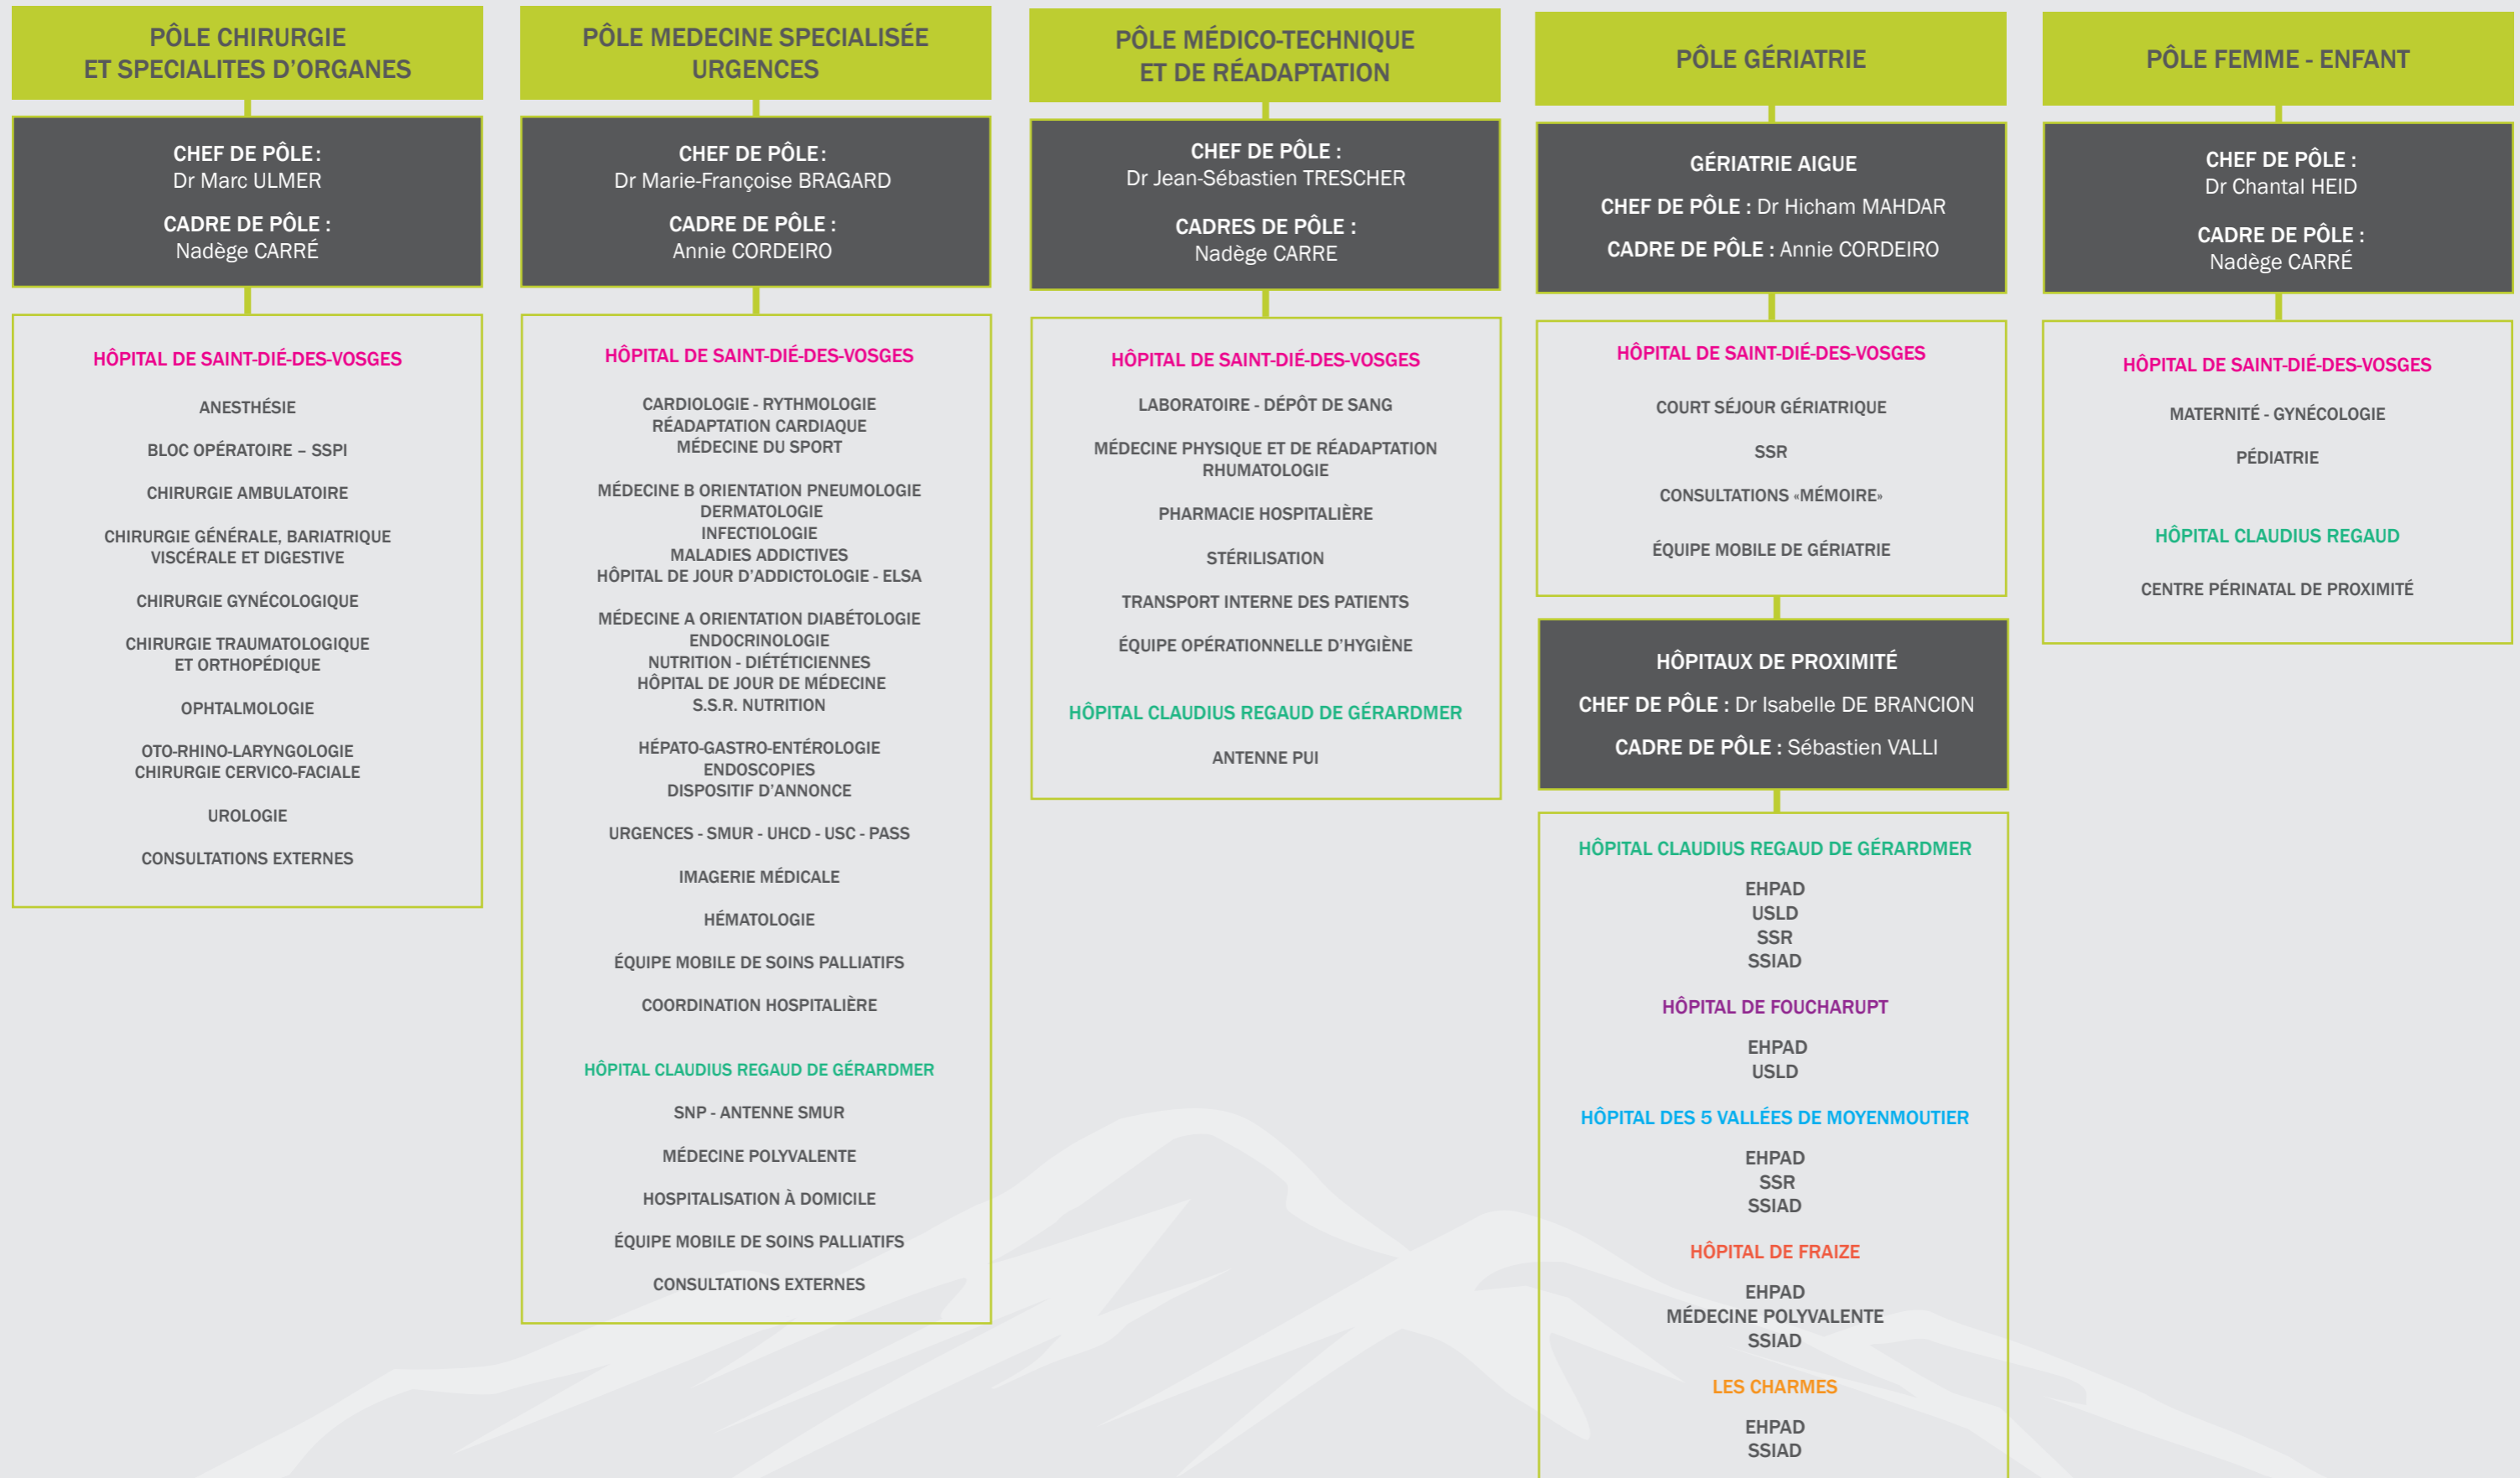 PÔLE CHIRURGIE
ET SPECIALITES D'ORGANES
CHEF DE PÔLE :
Dr Marc ULMER
CADRE DE PÔLE :
Nadège CARRÉ
HÔPITAL DE SAINT-DIÉ-DES-VOSGES
ANESTHÉSIE
BLOC OPÉRATOIRE – SSPI
CHIRURGIE AMBULATOIRE
CHIRURGIE GÉNÉRALE, BARIATRIQUE
VISCÉRALE ET DIGESTIVE
CHIRURGIE GYNÉCOLOGIQUE
CHIRURGIE TRAUMATOLOGIQUE
ET ORTHOPÉDIQUE
OPHTALMOLOGIE
OTO-RHINO-LARYNGOLOGIE
CHIRURGIE CERVICO-FACIALE
UROLOGIE
CONSULTATIONS EXTERNES
PÔLE MEDECINE SPECIALISÉE
URGENCES
CHEF DE PÔLE :
Dr Marie-Françoise BRAGARD
CADRE DE PÔLE :
Annie CORDEIRO
HÔPITAL DE SAINT-DIÉ-DES-VOSGES
CARDIOLOGIE - RYTHMOLOGIE
RÉADAPTATION CARDIAQUE
MÉDECINE DU SPORT
MÉDECINE B ORIENTATION PNEUMOLOGIE
DERMATOLOGIE
INFECTIOLOGIE
MALADIES ADDICTIVES
HÔPITAL DE JOUR D'ADDICTOLOGIE - ELSA
MÉDECINE A ORIENTATION DIABÉTOLOGIE
ENDOCRINOLOGIE
NUTRITION - DIÉTÉTICIENNES
HÔPITAL DE JOUR DE MÉDECINE
S.S.R. NUTRITION
HÉPATO-GASTRO-ENTÉROLOGIE
ENDOSCOPIES
DISPOSITIF D'ANNONCE
URGENCES - SMUR - UHCD - USC - PASS
IMAGERIE MÉDICALE
HÉMATOLOGIE
ÉQUIPE MOBILE DE SOINS PALLIATIFS
COORDINATION HOSPITALIÈRE
HÔPITAL CLAUDIUS REGAUD DE GÉRARDMER
SNP - ANTENNE SMUR
MÉDECINE POLYVALENTE
HOSPITALISATION À DOMICILE
ÉQUIPE MOBILE DE SOINS PALLIATIFS
CONSULTATIONS EXTERNES
PÔLE MÉDICO-TECHNIQUE
ET DE RÉADAPTATION
CHEF DE PÔLE :
Dr Jean-Sébastien TRESCHER
CADRES DE PÔLE :
Nadège CARRE
HÔPITAL DE SAINT-DIÉ-DES-VOSGES
LABORATOIRE - DÉPÔT DE SANG
MÉDECINE PHYSIQUE ET DE RÉADAPTATION
RHUMATOLOGIE
PHARMACIE HOSPITALIÈRE
STÉRILISATION
TRANSPORT INTERNE DES PATIENTS
ÉQUIPE OPÉRATIONNELLE D'HYGIÈNE
HÔPITAL CLAUDIUS REGAUD DE GÉRARDMER
ANTENNE PUI
PÔLE GÉRIATRIE
GÉRIATRIE AIGUE
CHEF DE PÔLE : Dr Hicham MAHDAR
CADRE DE PÔLE : Annie CORDEIRO
HÔPITAL DE SAINT-DIÉ-DES-VOSGES
COURT SÉJOUR GÉRIATRIQUE
SSR
CONSULTATIONS «MÉMOIRE»
ÉQUIPE MOBILE DE GÉRIATRIE
HÔPITAUX DE PROXIMITÉ
CHEF DE PÔLE : Dr Isabelle DE BRANCION
CADRE DE PÔLE : Sébastien VALLI
HÔPITAL CLAUDIUS REGAUD DE GÉRARDMER
EHPAD
USLD
SSR
SSIAD
HÔPITAL DE FOUCHARUPT
EHPAD
USLD
HÔPITAL DES 5 VALLÉES DE MOYENMOUTIER
EHPAD
SSR
SSIAD
HÔPITAL DE FRAIZE
EHPAD
MÉDECINE POLYVALENTE
SSIAD
LES CHARMES
EHPAD
SSIAD
PÔLE FEMME - ENFANT
CHEF DE PÔLE :
Dr Chantal HEID
CADRE DE PÔLE :
Nadège CARRÉ
HÔPITAL DE SAINT-DIÉ-DES-VOSGES
MATERNITÉ - GYNÉCOLOGIE
PÉDIATRIE
HÔPITAL CLAUDIUS REGAUD
CENTRE PÉRINATAL DE PROXIMITÉ